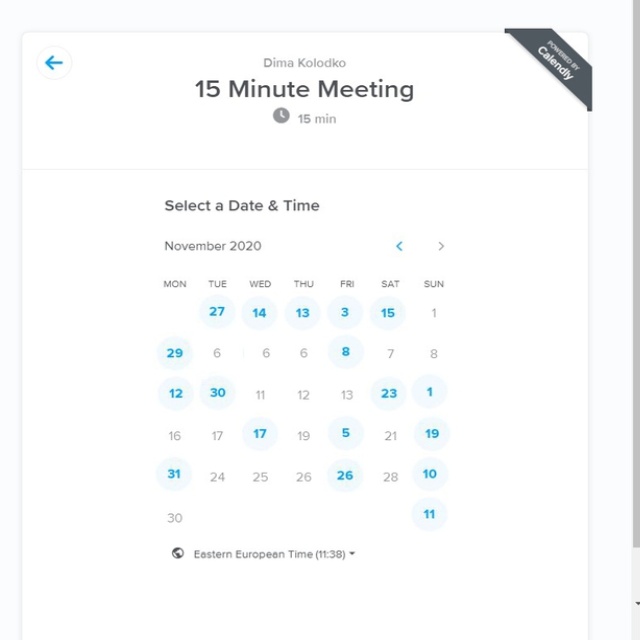 POWERED BY
Calendly
Dima Kolodko
15 Minute Meeting
15 min
Select a Date & Time
November 2020
MON TUE WED THU FRI SAT SUN
27 14 13 3 15 1
29 6 6 6 8 7 8
12 30 11 12 13 23 1
16 17 17 19 5 21 19
31 24 25 26 26 28 10
30 11
Eastern European Time (11:38)